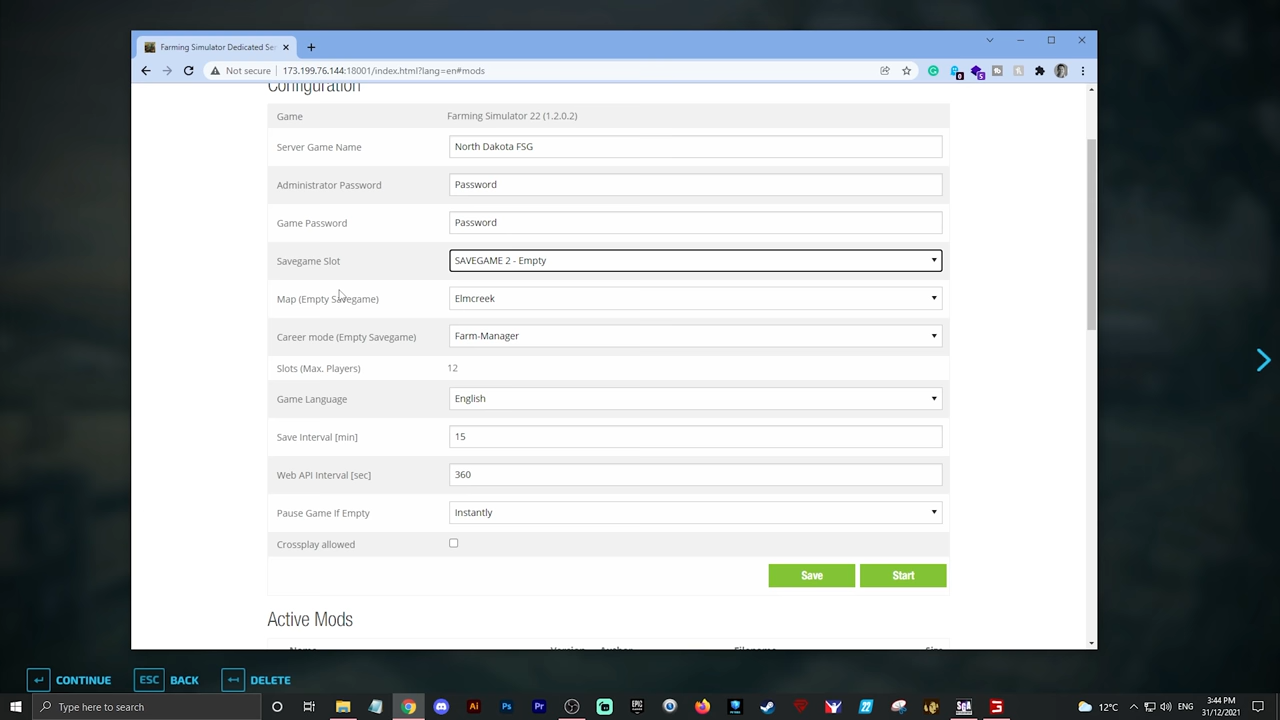 Farming Simulator Dedicated Se
Not secure
173.199.76.144:18001/index.html?lang=en#mods
Configuration
Game
Farming Simulator 22 (1.2.0.2)
Server Game Name
North Dakota FSG
Administrator Password
Password
Game Password
Password
Savegame Slot
SAVEGAME 2 - Empty
Map (Empty Savegame)
Elmcreek
Career mode (Empty Savegame)
Farm-Manager
Slots (Max. Players)
12
Game Language
English
Save Interval [min]
15
Web API Interval [sec]
360
Pause Game If Empty
Instantly
Crossplay allowed
Save
Start
Active Mods
Name Version Author Filename Size
CONTINUE
ESC BACK
DELETE
Type here to search
12°C
ENG
3:44 PM
31/12/2021